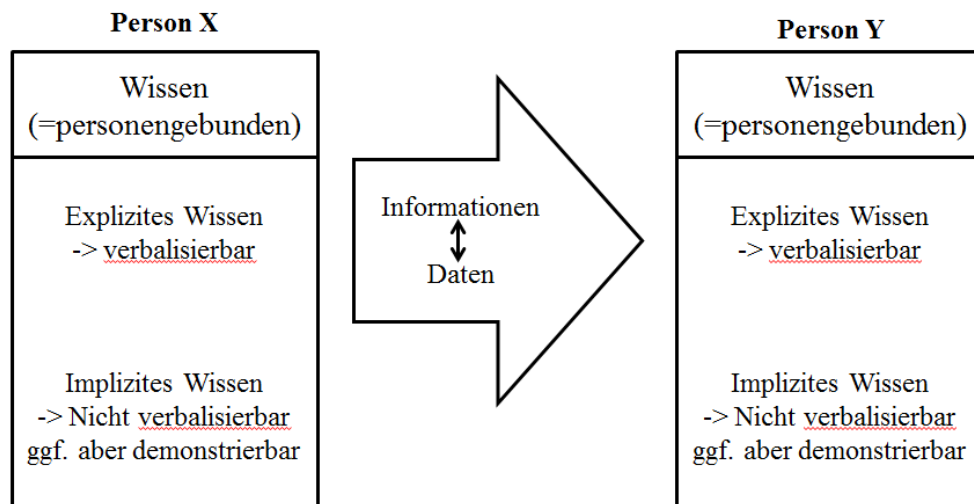 Person X
Wissen
(=personengebunden)
Explizites Wissen
-> verbalisierbar
Implizites Wissen
-> Nicht verbalisierbar
ggf. aber demonstrierbar
Informationen
Daten
Person Y
Wissen
(=personengebunden)
Explizites Wissen
-> verbalisierbar
Implizites Wissen
-> Nicht verbalisierbar
ggf. aber demonstrierbar